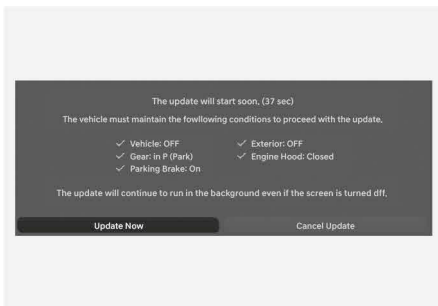 The update will start soon. (37 sec)
The vehicle must maintain the fowllowing conditions to proceed with the update.
✓ Vehicle: OFF ✓ Exterior: OFF
✓ Gear: in P (Park) ✓ Engine Hood: Closed
✓ Parking Brake: On
The update will continue to run in the background even if the screen is turned dff.
Update Now Cancel Update